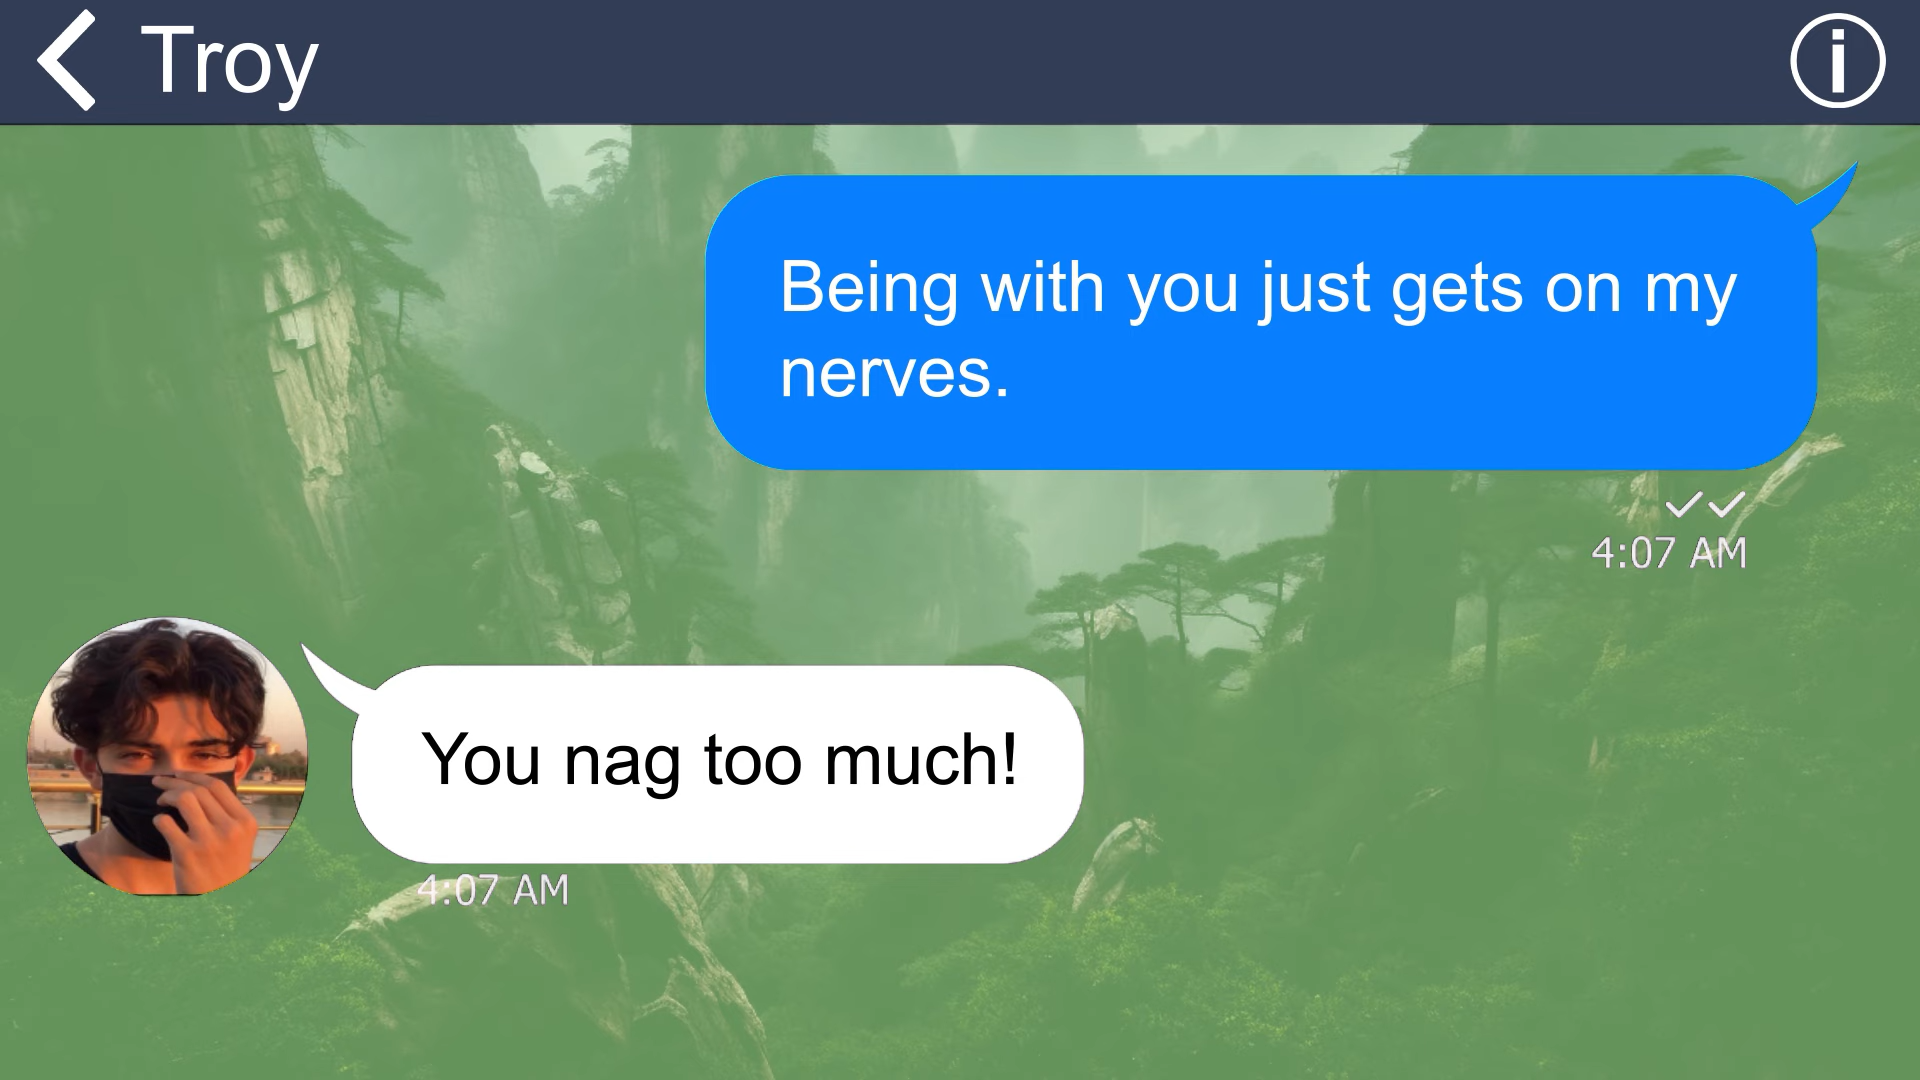 Troy
Being with you just gets on my
nerves.
4:07 AM
You nag too much!
4:07 AM